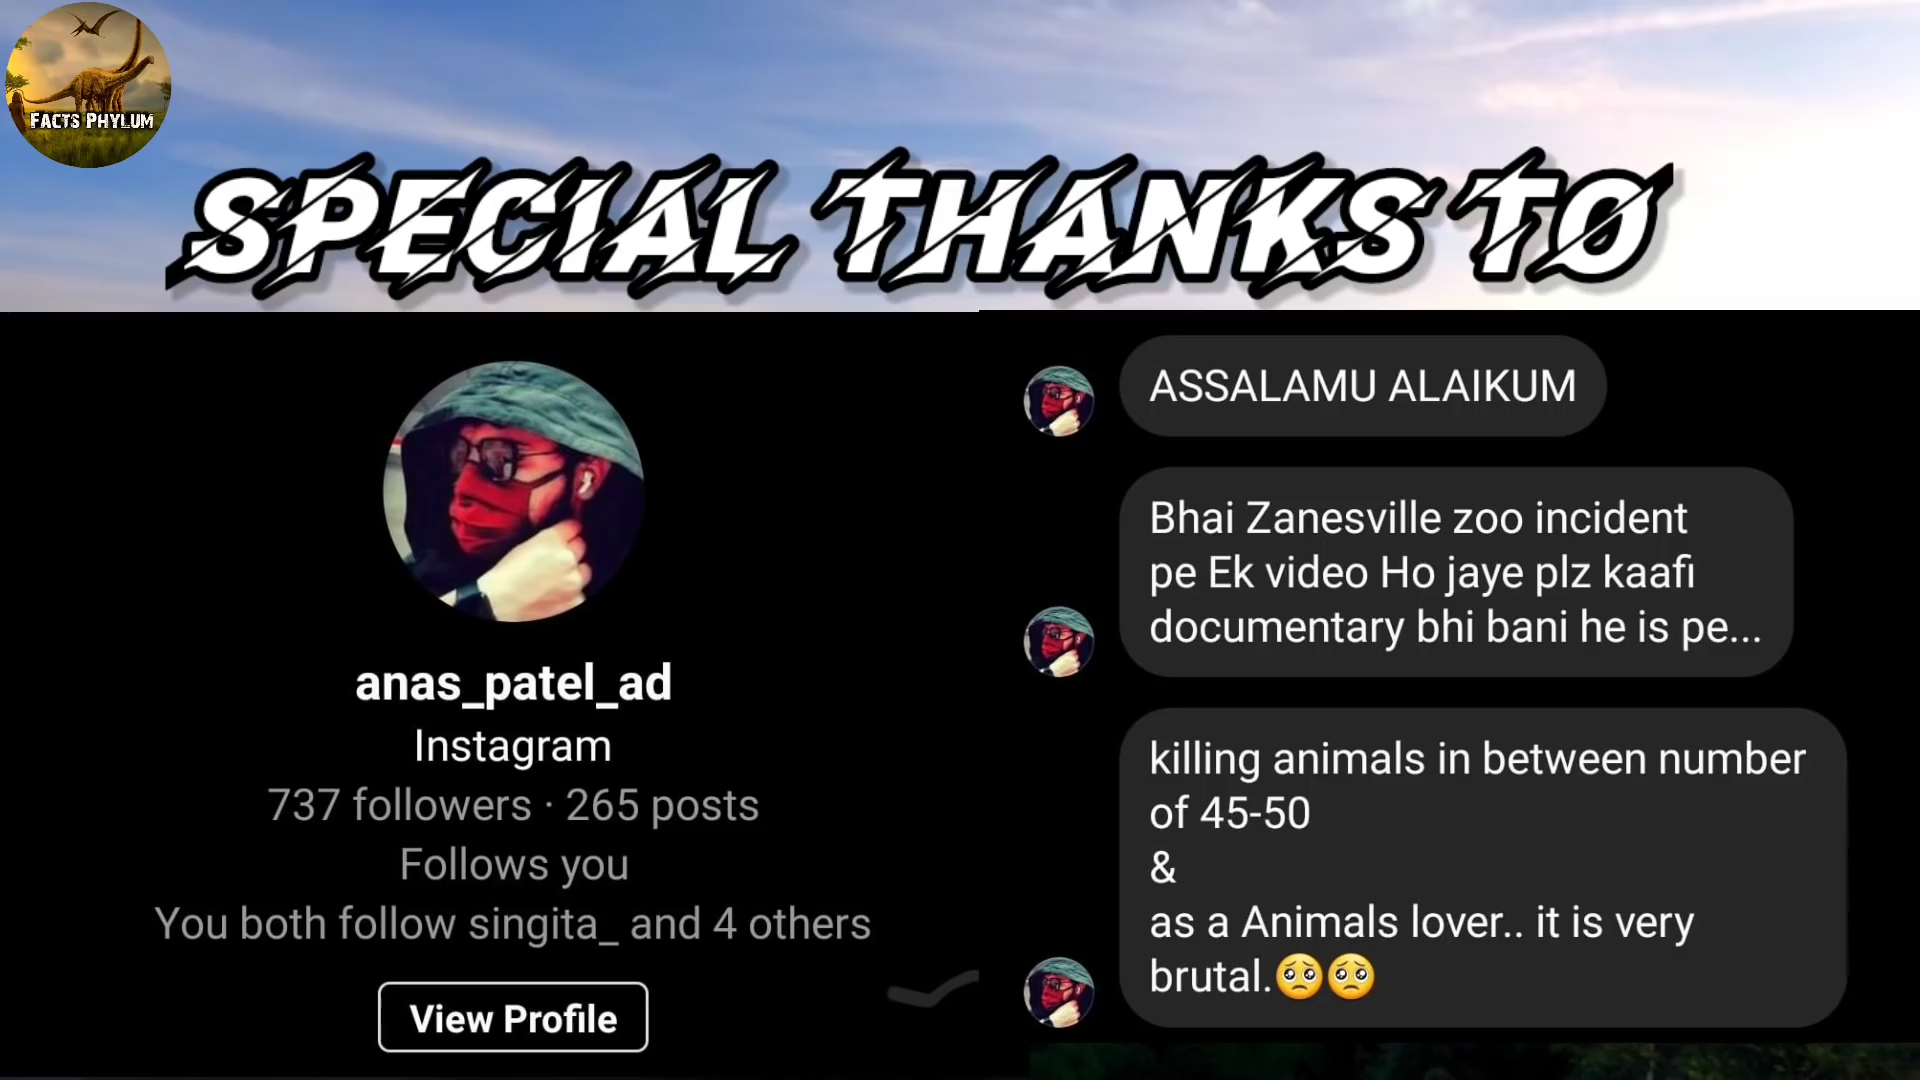 FACTS PHYLUM
SPECIAL THANKS TO
anas_patel_ad
Instagram
737 followers · 265 posts
Follows you
You both follow singita_ and 4 others
View Profile
ASSALAMU ALAIKUM
Bhai Zanesville zoo incident
pe Ek video Ho jaye plz kaafi
documentary bhi bani he is pe...
killing animals in between number
of 45-50
&
as a Animals lover.. it is very
brutal.🥺🥺